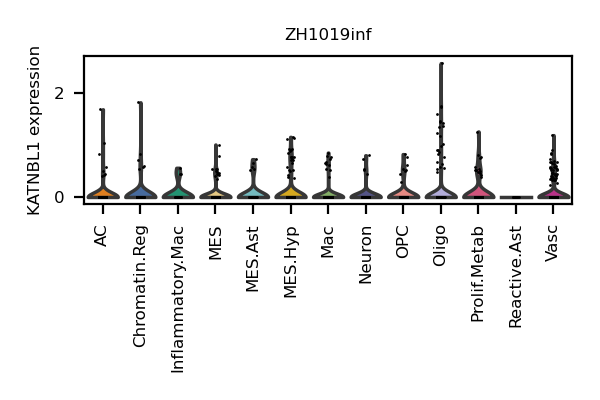 ZH1019inf
KATNBL1 expression
2
0
AC
Chromatin.Reg
Inflammatory.Mac
MES
MES.Ast
MES.Hyp
Mac
Neuron
OPC
Oligo
Prolif.Metab
Reactive.Ast
Vasc